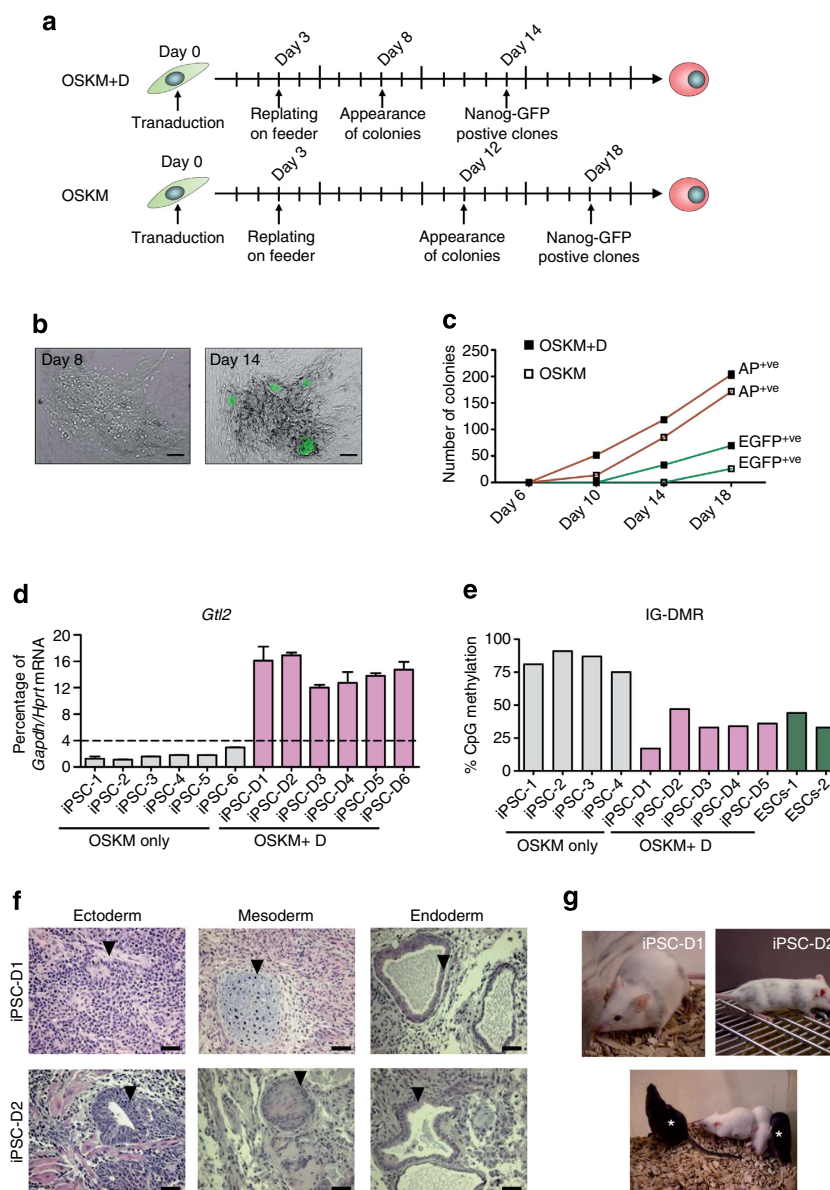 a
Day 0 Day 3 Day 8 Day 14
OSKM+D
Tranaduction Replating on feeder Appearance of colonies Nanog-GFP postive clones
Day 0 Day 3 Day 12 Day18
OSKM
Tranaduction Replating on feeder Appearance of colonies Nanog-GFP postive clones
b
Day 8 Day 14
c
OSKM+D
OSKM
Number of colonies
250
200
150
100
50
0
AP+ve
AP+ve
EGFP+ve
EGFP+ve
Day 6 Day 10 Day 14 Day 18
d
Gtl2
Percentage of
Gapdh/Hprt mRNA
20
16
12
8
4
0
iPSC-1 iPSC-2 iPSC-3 iPSC-4 iPSC-5 iPSC-6 iPSC-D1 iPSC-D2 iPSC-D3 iPSC-D4 iPSC-D5 iPSC-D6
OSKM only OSKM+ D
e
IG-DMR
% CpG methylation
100
75
50
25
0
iPSC-1 iPSC-2 iPSC-3 iPSC-4 iPSC-D1 iPSC-D2 iPSC-D3 iPSC-D4 iPSC-D5 ESCs-1 ESCs-2
OSKM only OSKM+ D
f
Ectoderm Mesoderm Endoderm
iPSC-D1
iPSC-D2
g
iPSC-D1 iPSC-D2
* *